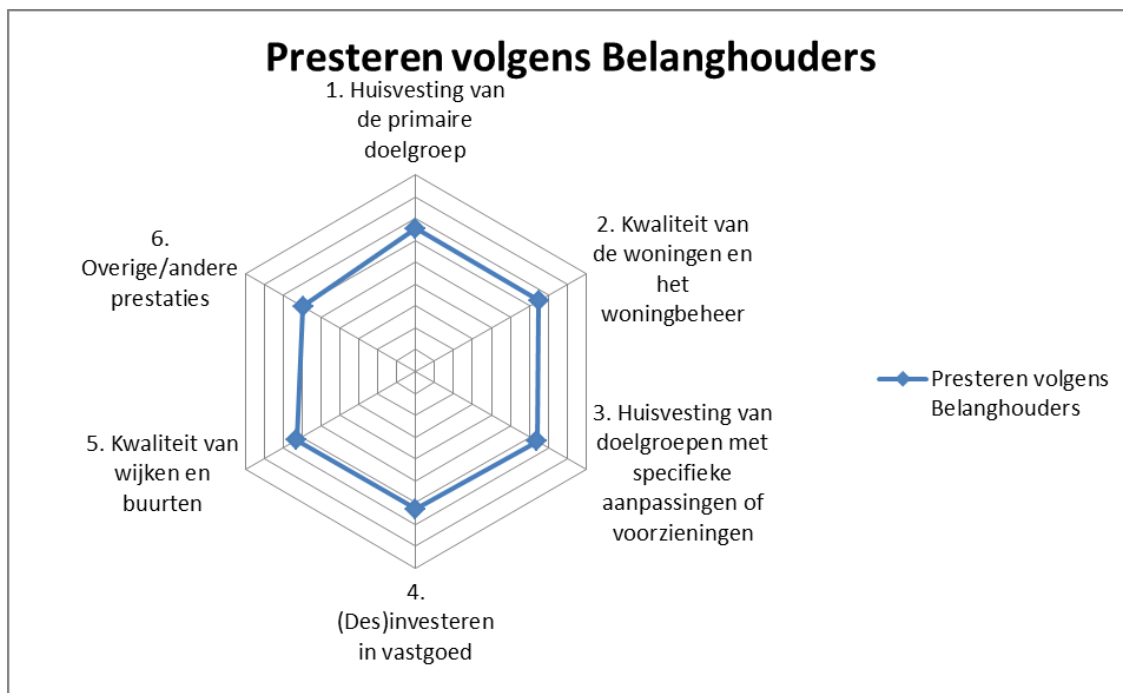 Presteren volgens Belanghouders
1. Huisvesting van
de primaire
doelgroep
2. Kwaliteit van
de woningen en
het
woningbeheer
3. Huisvesting van
doelgroepen met
specifieke
aanpassingen of
voorzieningen
4.
(Des)investeren
in vastgoed
5. Kwaliteit van
wijken en
buurten
6.
Overige/andere
prestaties
Presteren volgens
Belanghouders